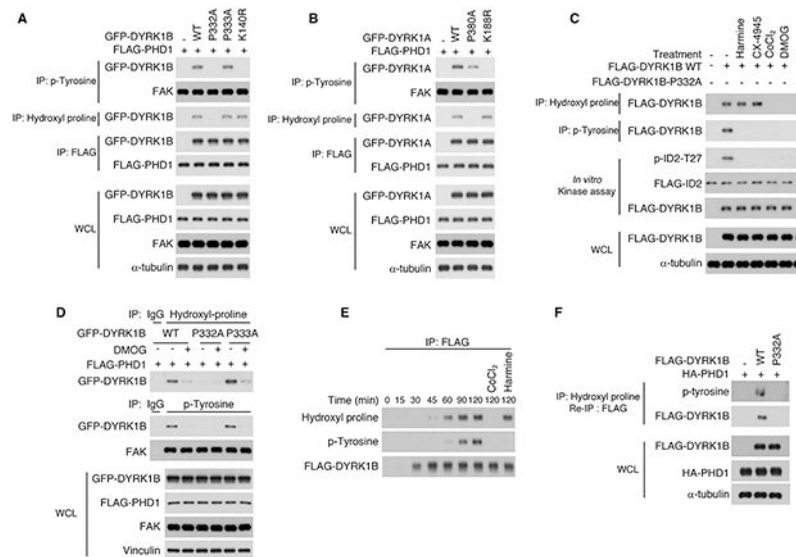 A
GFP-DYRK1B - WT P332A P333A K140R
FLAG-PHD1 + + + + +
IP: p-Tyrosine
GFP-DYRK1B
FAK
IP: Hydroxyl proline
GFP-DYRK1B
IP: FLAG
GFP-DYRK1B
FLAG-PHD1
WCL
GFP-DYRK1B
FLAG-PHD1
FAK
α-tubulin
B
GFP-DYRK1A - WT P380A - K188R
FLAG-PHD1 + + + + +
IP: p-Tyrosine
GFP-DYRK1A
FAK
IP: Hydroxyl proline
GFP-DYRK1A
IP: FLAG
GFP-DYRK1A
FLAG-PHD1
WCL
GFP-DYRK1A
FLAG-PHD1
FAK
α-tubulin
C
Treatment - - Harmine CX-4945 CoCl2 DMOG
FLAG-DYRK1B WT - + + + + +
FLAG-DYRK1B-P332A - - - - - -
IP: Hydroxyl proline
FLAG-DYRK1B
IP: p-Tyrosine
FLAG-DYRK1B
In vitro
Kinase assay
p-ID2-T27
FLAG-ID2
FLAG-DYRK1B
WCL
FLAG-DYRK1B
α-tubulin
D
IP: IgG Hydroxyl-proline
GFP-DYRK1B WT P332A P333A
DMOG - - + - + - +
FLAG-PHD1 + + + + + + +
GFP-DYRK1B
IP: IgG p-Tyrosine
GFP-DYRK1B
FAK
WCL
GFP-DYRK1B
FLAG-PHD1
FAK
Vinculin
E
IP: FLAG
CoCl2 Harmine
Time (min) 0 15 30 45 60 90 120 120 120
Hydroxyl proline
p-Tyrosine
FLAG-DYRK1B
F
FLAG-DYRK1B - WT P332A
HA-PHD1 + + +
IP: Hydroxyl proline
Re-IP : FLAG
p-tyrosine
FLAG-DYRK1B
WCL
FLAG-DYRK1B
HA-PHD1
α-tubulin